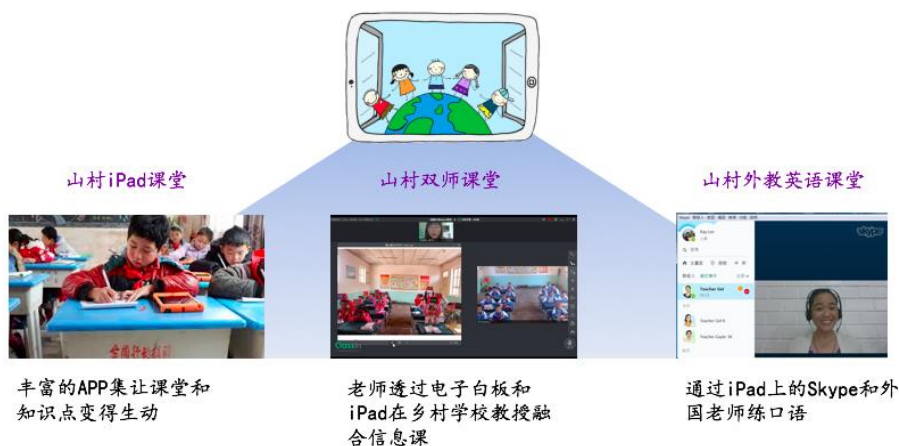 山村iPad课堂
山村双师课堂
山村外教英语课堂
skype
Classin
丰富的APP集让课堂和
知识点变得生动
老师透过电子白板和
iPad在乡村学校教授融
合信息课
通过iPad上的Skype和外
国老师练口语